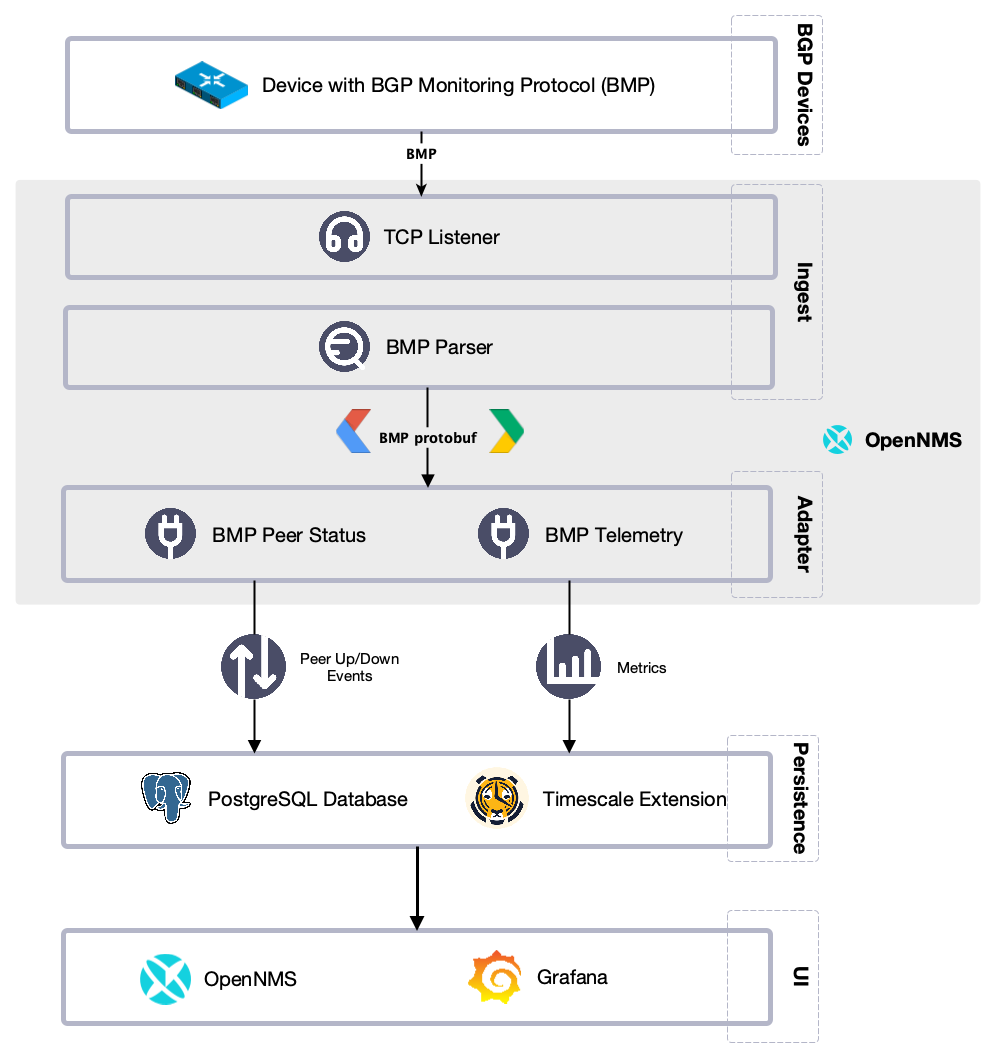 BGP Devices
Device with BGP Monitoring Protocol (BMP)
BMP
TCP Listener
Ingest
BMP Parser
BMP protobuf
OpenNMS
Adapter
BMP Peer Status
BMP Telemetry
Peer Up/Down
Events
Metrics
Persistence
PostgreSQL Database
Timescale Extension
UI
OpenNMS
Grafana